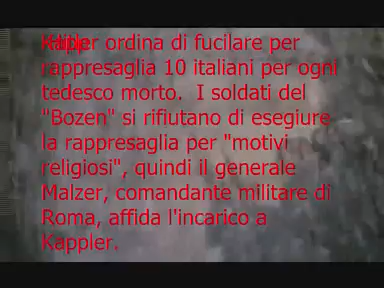 ordina di fucilare per
rappresaglia 10 italiani per ogni
tedesco morto. I soldati del
"Bozen" si rifiutano di esegiure
la rappresaglia per "motivi
religiosi", quindi il generale
Malzer, comandante militare di
Roma, affida l'incarico a
Kappler.